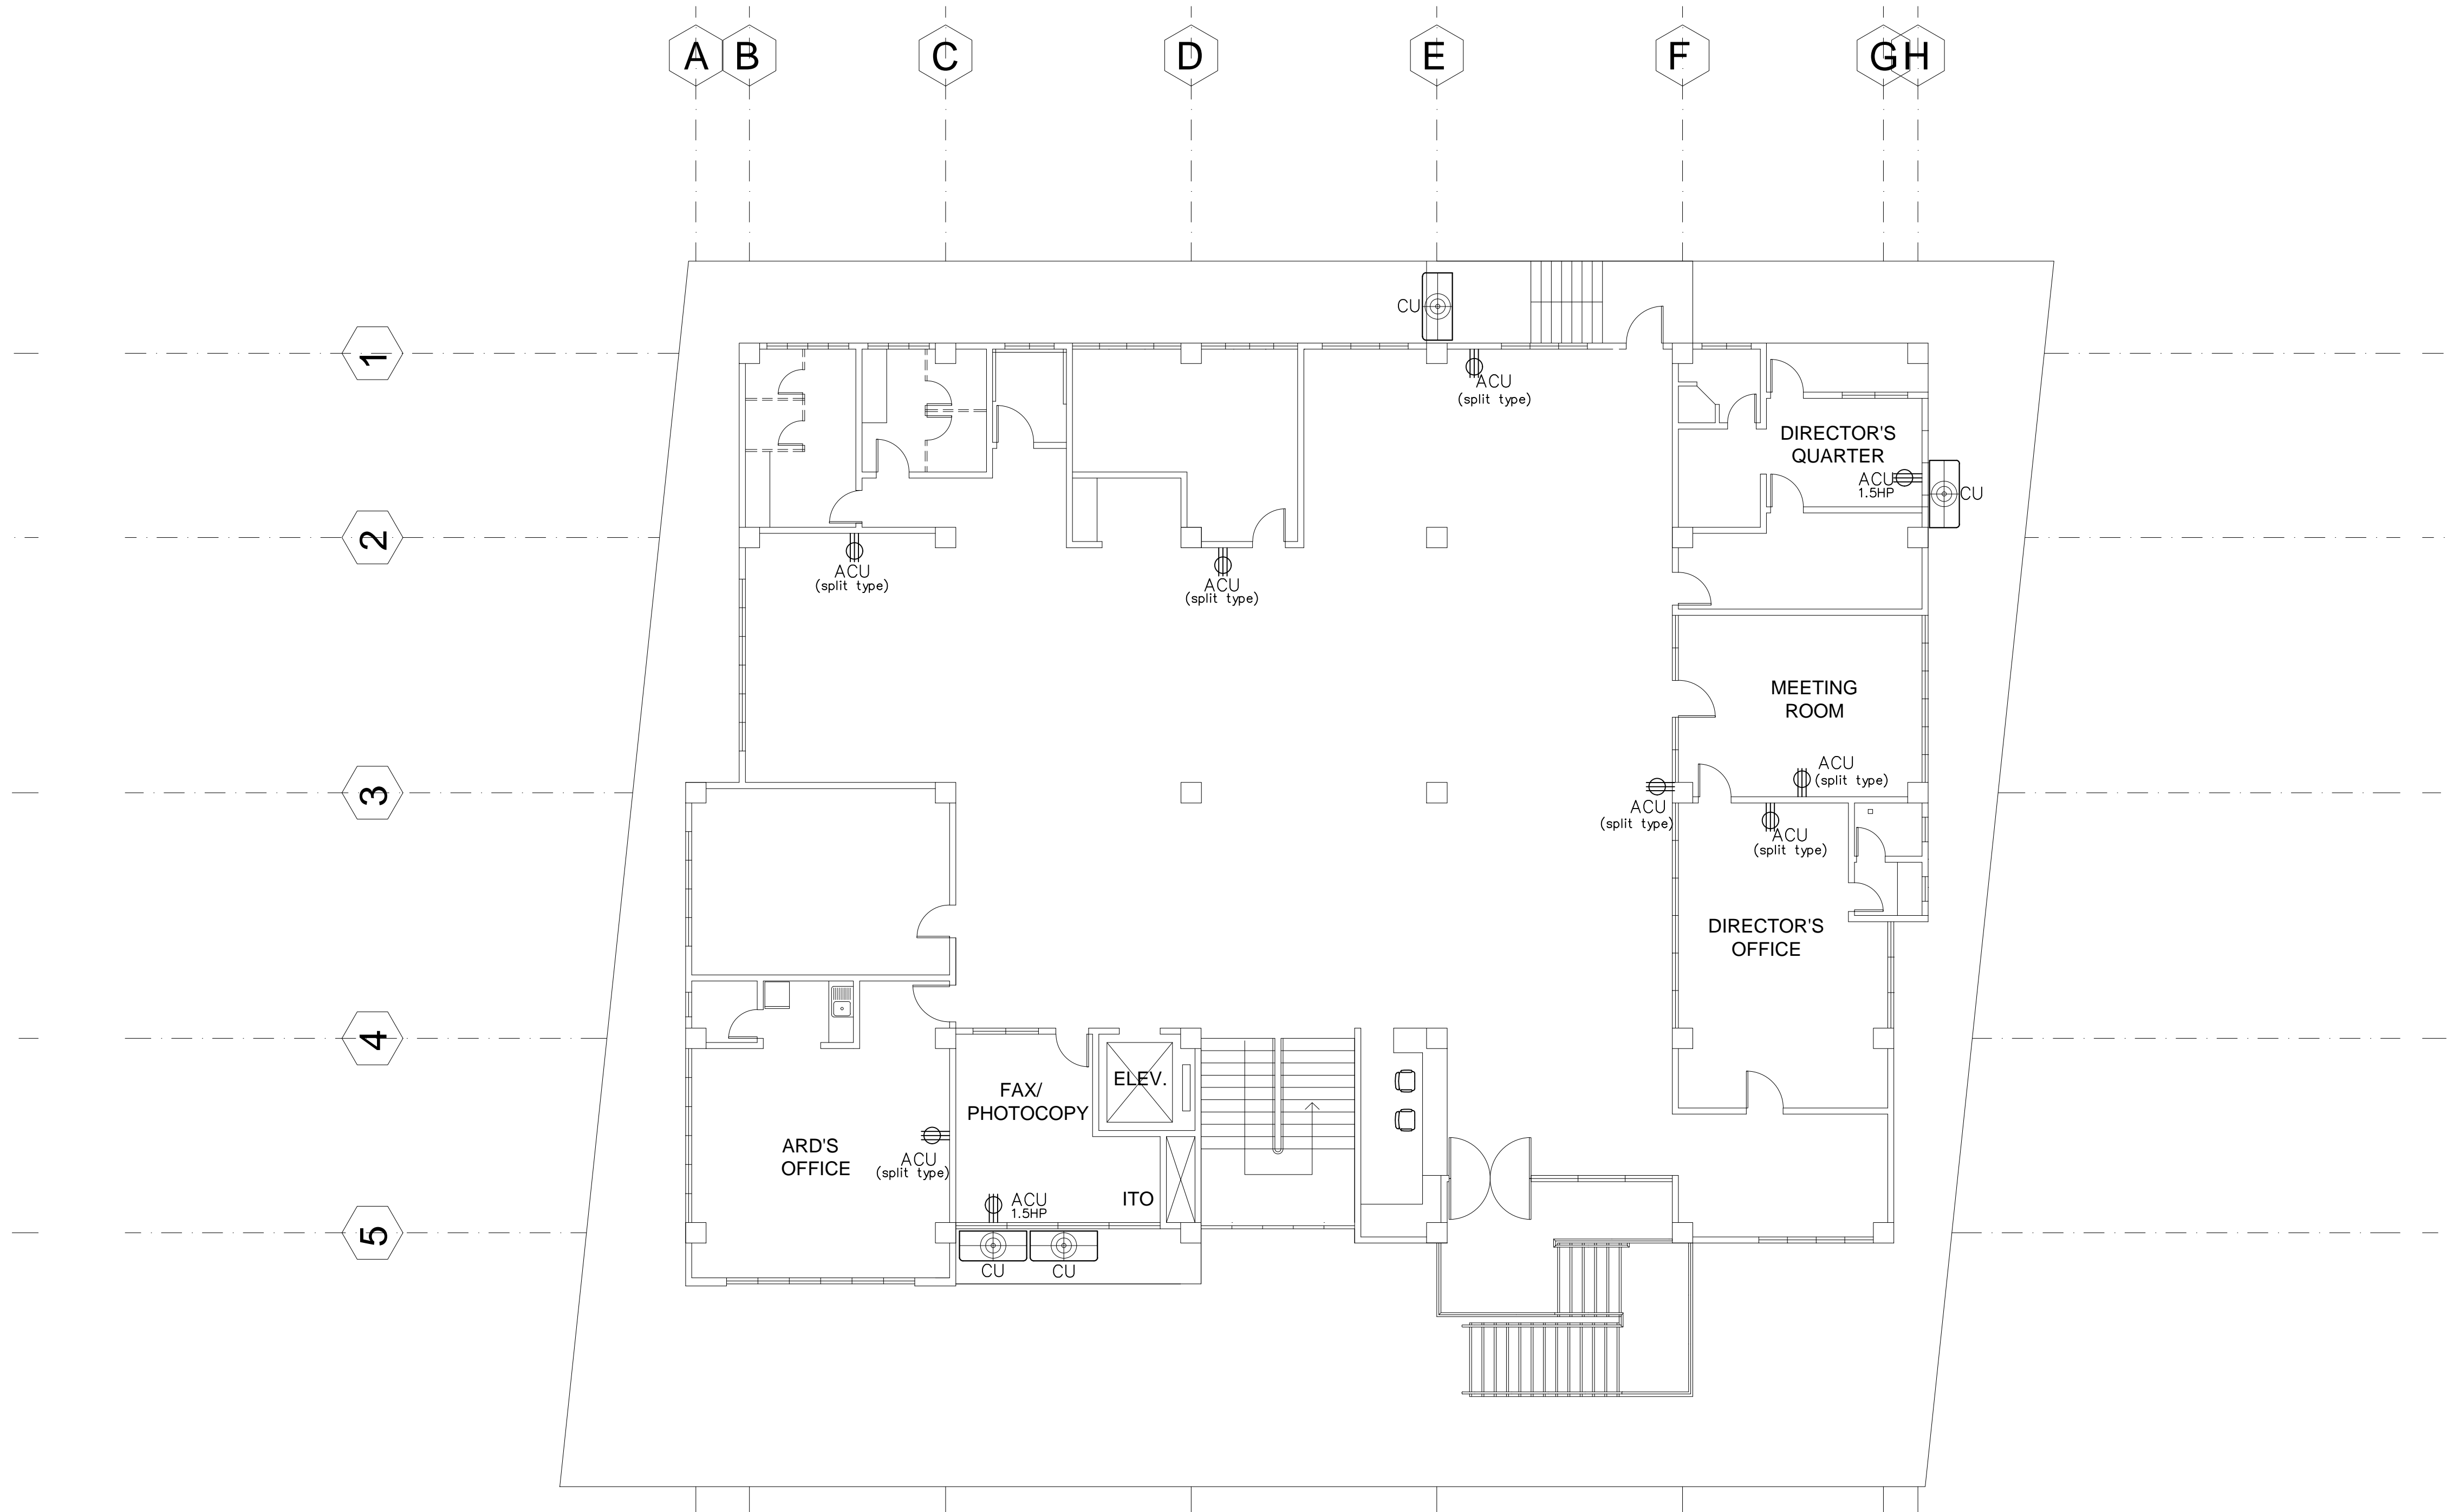 A B C D E F G H
CU
1
ACU
(split type)
DIRECTOR'S
QUARTER
ACU
1.5HP
CU
2
ACU
(split type)
ACU
(split type)
MEETING
ROOM
ACU
(split type)
3
ACU
(split type)
ACU
(split type)
DIRECTOR'S
OFFICE
4
ELEV.
FAX/
PHOTOCOPY
ARD'S
OFFICE
ACU
(split type)
ACU
1.5HP
ITO
5
CU
CU